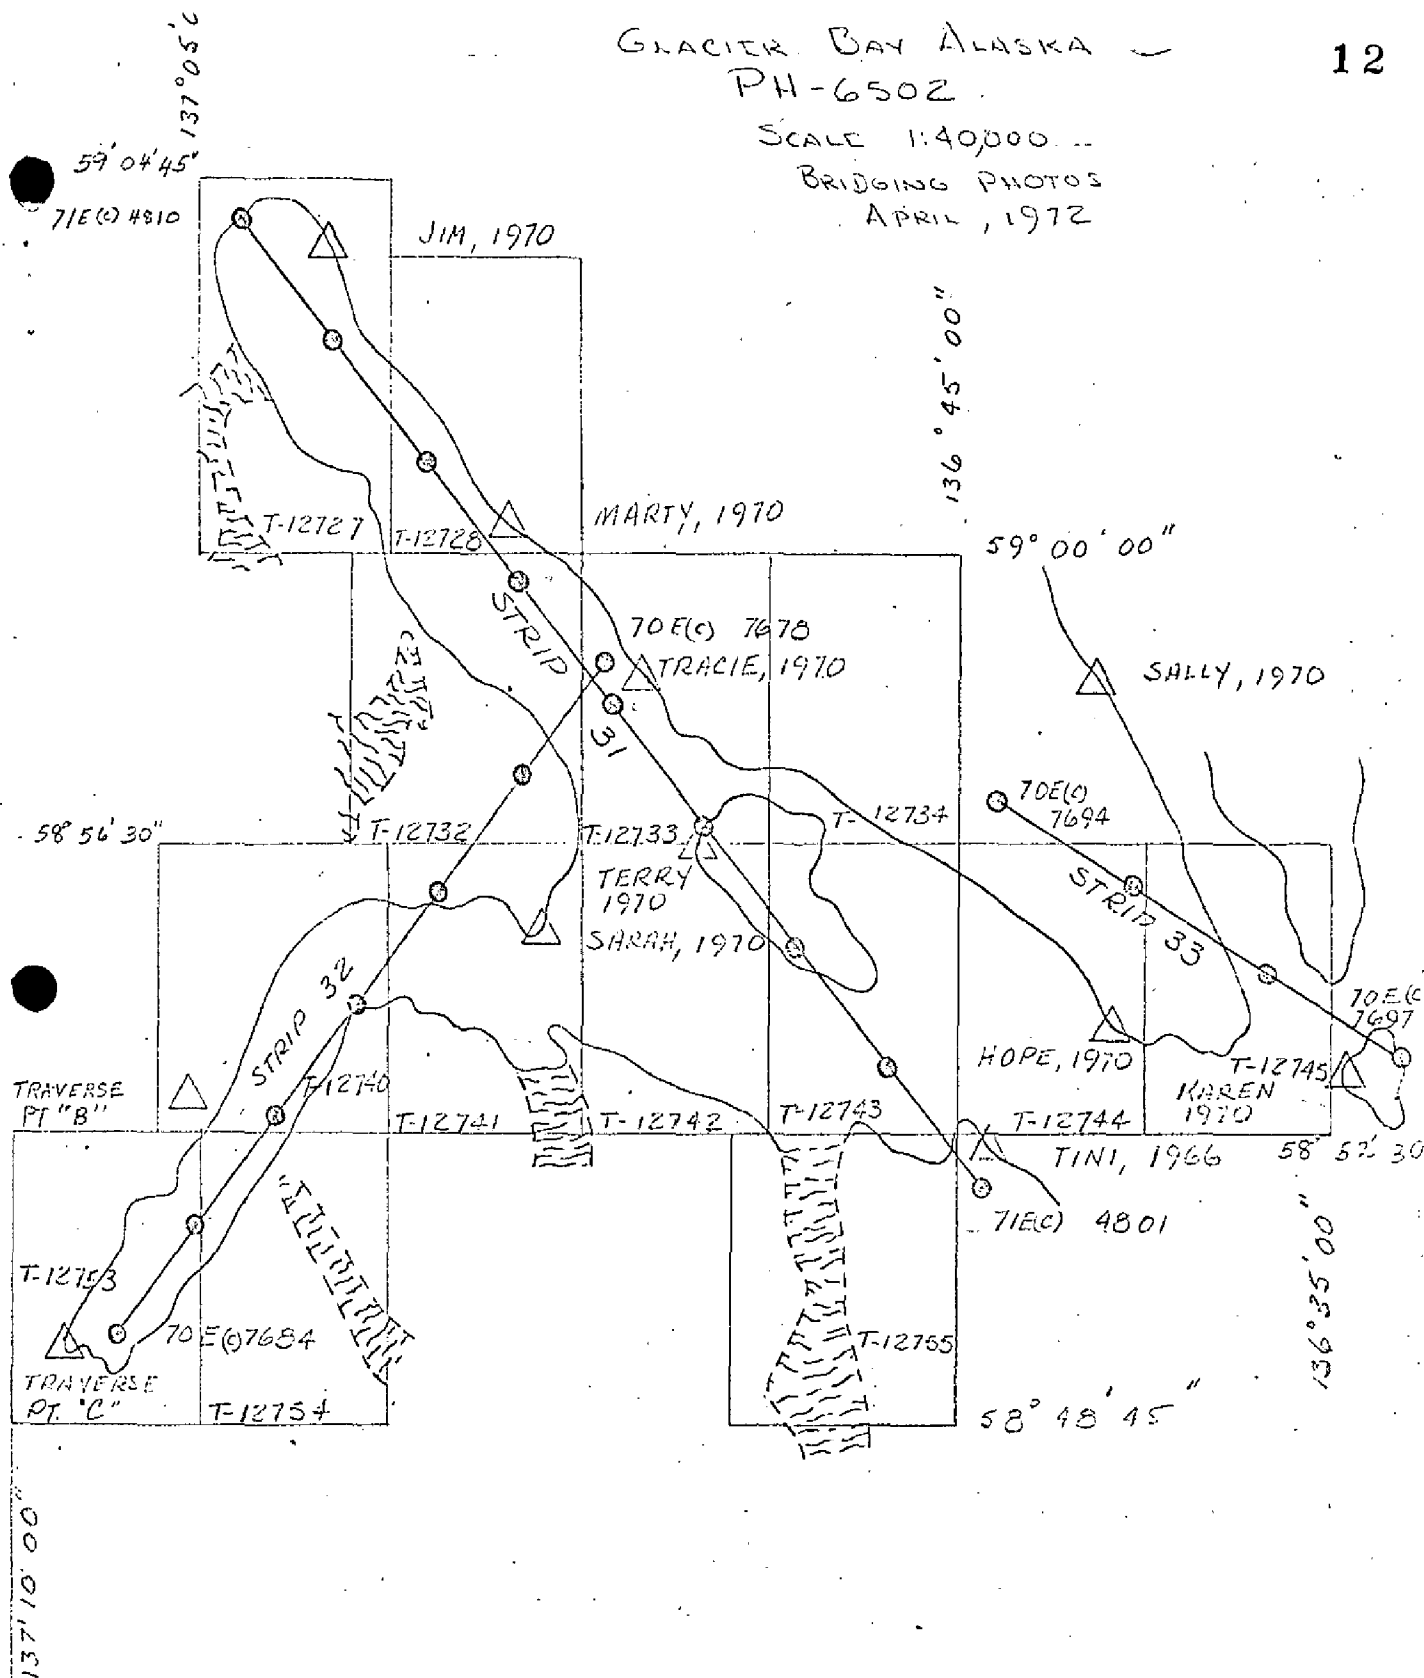 GLACIER BAY ALASKA
12
PH-6502
SCALE 1:40,000
BRIDGING PHOTOS
APRIL, 1972
59° 04' 45"
71E(C) 4810
JIM, 1970
136° 45' 00"
T-12727
T-12728
MARTY, 1970
59° 00' 00"
STRIP 31
70E(C) 7678
TRACIE, 1970
SALLY, 1970
70E(C)
7694
58° 56' 30"
T-12732
T-12733
T-12734
TERRY
1970
SARAH, 1970
STRIP 33
STRIP 32
70E(C
7697
HOPE, 1970
T-12745
KAREN
1970
TRAVERSE
PT "B"
T-12740
T-12741
T-12742
T-12743
T-12744
TINI, 1966
58° 52' 30
71E(C) 4801
T-12753
70E(C)7684
T-12755
136° 35' 00"
TRAVERSE
PT. "C"
T-12754
58° 48' 45"
137° 10' 00"